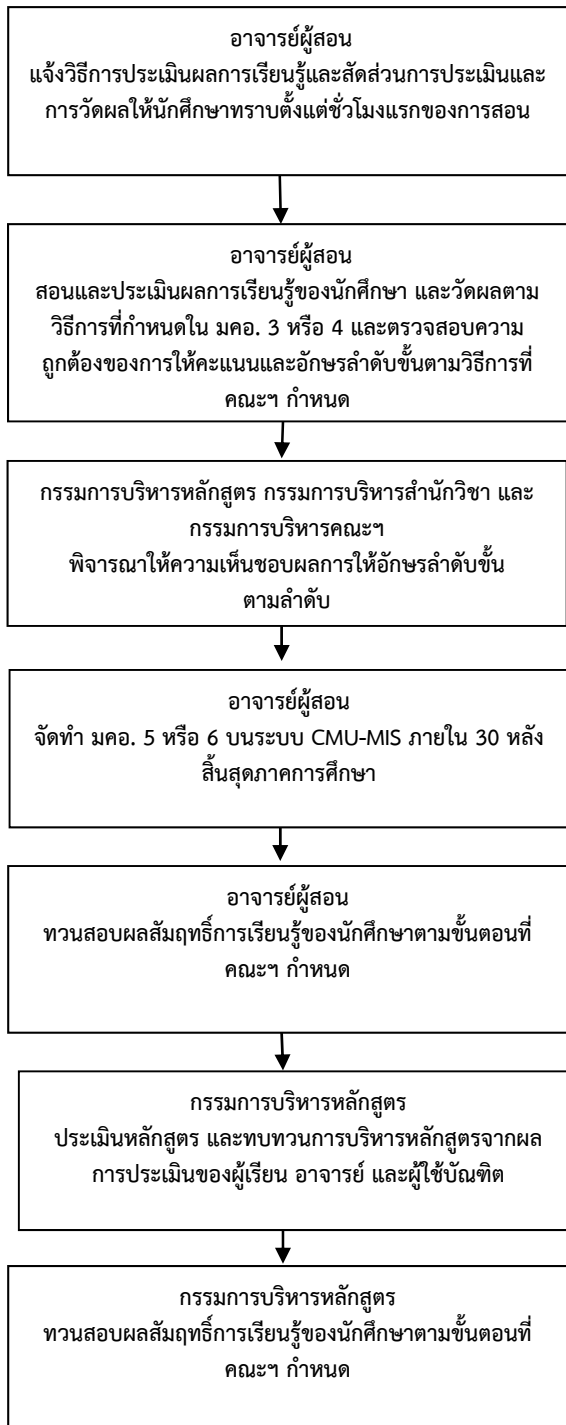 อาจารย์ผู้สอน
แจ้งวิธีการประเมินผลการเรียนรู้และสัดส่วนการประเมินและ
การวัดผลให้นักศึกษาทราบตั้งแต่ชั่วโมงแรกของการสอน
อาจารย์ผู้สอน
สอนและประเมินผลการเรียนรู้ของนักศึกษา และวัดผลตาม
วิธีการที่กำหนดใน มคอ. 3 หรือ 4 และตรวจสอบความ
ถูกต้องของการให้คะแนนและอักษรลำดับขั้นตามวิธีการที่
คณะฯ กำหนด
กรรมการบริหารหลักสูตร กรรมการบริหารสำนักวิชา และ
กรรมการบริหารคณะฯ
พิจารณาให้ความเห็นชอบผลการให้อักษรลำดับขั้น
ตามลำดับ
อาจารย์ผู้สอน
จัดทำ มคอ. 5 หรือ 6 บนระบบ CMU-MIS ภายใน 30 หลัง
สิ้นสุดภาคการศึกษา
อาจารย์ผู้สอน
ทวนสอบผลสัมฤทธิ์การเรียนรู้ของนักศึกษาตามขั้นตอนที่
คณะฯ กำหนด
กรรมการบริหารหลักสูตร
ประเมินหลักสูตร และทบทวนการบริหารหลักสูตรจากผล
การประเมินของผู้เรียน อาจารย์ และผู้ใช้บัณฑิต
กรรมการบริหารหลักสูตร
ทวนสอบผลสัมฤทธิ์การเรียนรู้ของนักศึกษาตามขั้นตอนที่
คณะฯ กำหนด